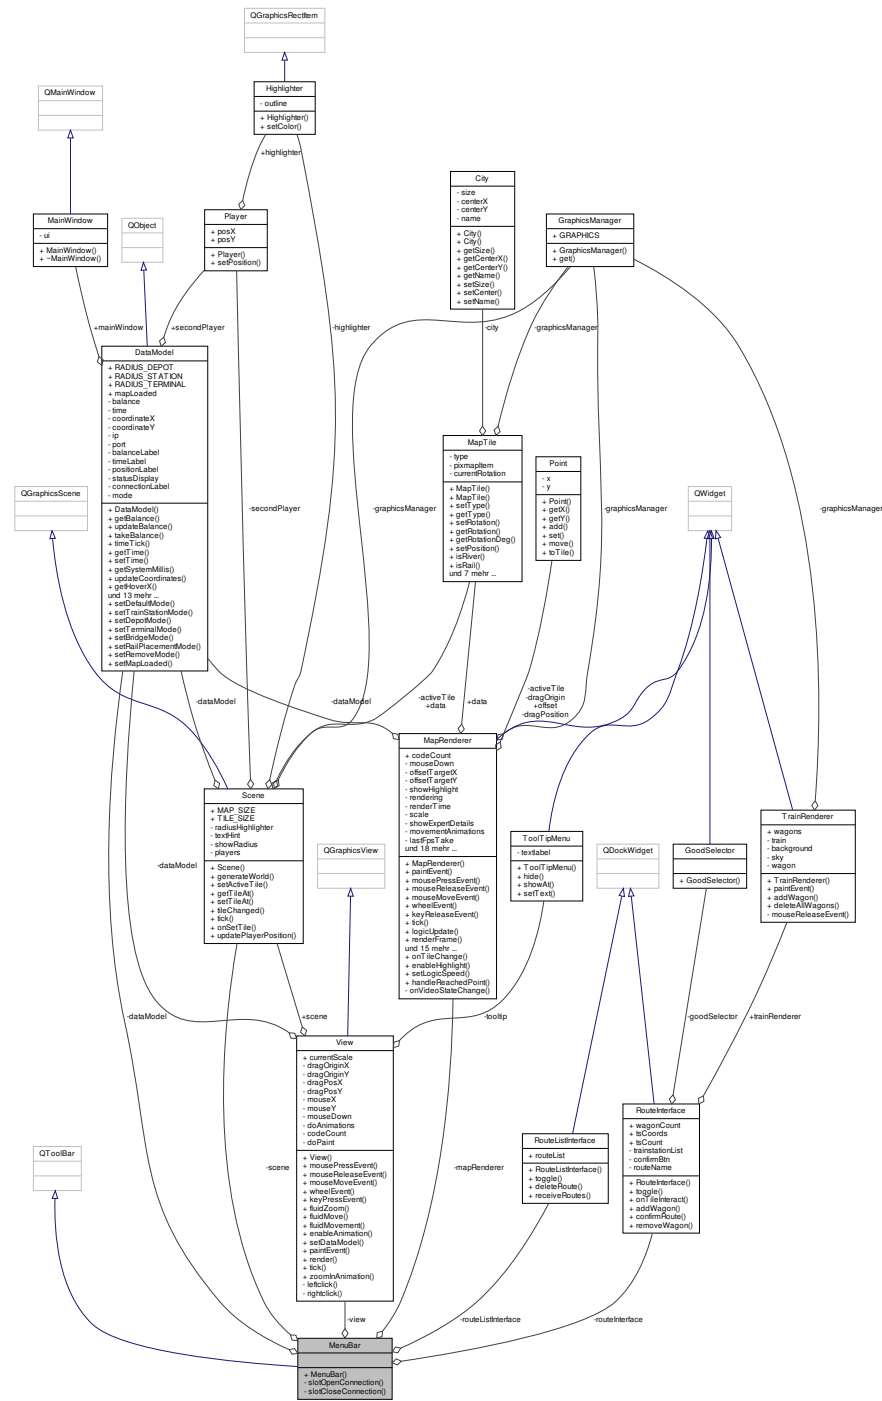 QGraphicsRectItem
Highlighter
- outline
+ Highlighter()
+ setColor()
QMainWindow
+highlighter
City
- size
- centerX
- centerY
- name
+ City()
+ City()
+ getSize()
+ getCenterX()
+ getCenterY()
+ getName()
+ setSize()
+ setCenter()
+ setName()
MainWindow
- ui
+ MainWindow()
+ ~MainWindow()
QObject
Player
+ posX
+ posY
+ Player()
+ setPosition()
GraphicsManager
+ GRAPHICS
+ GraphicsManager()
+ get()
+mainWindow
+secondPlayer
-highlighter
-city
-graphicsManager
DataModel
+ RADIUS_DEPOT
+ RADIUS_STATION
+ RADIUS_TERMINAL
+ mapLoaded
- balance
- time
- coordinateX
- coordinateY
- ip
- port
- balanceLabel
- timeLabel
- positionLabel
- statusDisplay
- connectionLabel
- mode
+ DataModel()
+ getBalance()
+ updateBalance()
+ takeBalance()
+ timeTick()
+ getTime()
+ setTime()
+ getSystemMillis()
+ updateCoordinates()
+ getHoverX()
und 13 mehr ...
+ setDefaultMode()
+ setTrainStationMode()
+ setDepotMode()
+ setTerminalMode()
+ setBridgeMode()
+ setRailPlacementMode()
+ setRemoveMode()
+ setMapLoaded()
MapTile
- type
- pixmapItem
- currentRotation
+ MapTile()
+ MapTile()
+ setType()
+ getType()
+ setRotation()
+ getRotation()
+ getRotationDeg()
+ setPosition()
+ isRiver()
+ isRail()
und 7 mehr ...
Point
- x
- y
+ Point()
+ getX()
+ getY()
+ add()
+ set()
+ move()
+ toTile()
QGraphicsScene
QWidget
-secondPlayer
-graphicsManager
-graphicsManager
-graphicsManager
-dataModel
-dataModel
-activeTile
+data
+data
-activeTile
-dragOrigin
+offset
-dragPosition
MapRenderer
+ codeCount
- mouseDown
- offsetTargetX
- offsetTargetY
- showHighlight
- rendering
- renderTime
- scale
- showExpertDetails
- movementAnimations
- lastFpsTake
und 18 mehr ...
+ MapRenderer()
+ paintEvent()
+ mousePressEvent()
+ mouseReleaseEvent()
+ mouseMoveEvent()
+ wheelEvent()
+ keyReleaseEvent()
+ tick()
+ logicUpdate()
+ renderFrame()
und 15 mehr ...
+ onTileChange()
+ enableHighlight()
+ setLogicSpeed()
+ handleReachedPoint()
- onVideoStateChange()
Scene
+ MAP_SIZE
+ TILE_SIZE
- radiusHighlighter
- textHint
- showRadius
- players
+ Scene()
+ generateWorld()
+ setActiveTile()
+ getTileAt()
+ setTileAt()
+ tileChanged()
+ tick()
+ onSetTile()
+ updatePlayerPosition()
QGraphicsView
ToolTipMenu
- textlabel
+ ToolTipMenu()
+ hide()
+ showAt()
+ setText()
QDockWidget
GoodSelector
+ GoodSelector()
TrainRenderer
+ wagons
- train
- background
- sky
- wagon
+ TrainRenderer()
+ paintEvent()
+ addWagon()
+ deleteAllWagons()
- mouseReleaseEvent()
-dataModel
-dataModel
+scene
-tooltip
-goodSelector
+trainRenderer
View
+ currentScale
- dragOriginX
- dragOriginY
- dragPosX
- dragPosY
- mouseX
- mouseY
- mouseDown
- doAnimations
- codeCount
- doPaint
+ View()
+ mousePressEvent()
+ mouseReleaseEvent()
+ mouseMoveEvent()
+ wheelEvent()
+ keyPressEvent()
+ fluidZoom()
+ fluidMove()
+ fluidMovement()
+ enableAnimation()
+ setDataModel()
+ paintEvent()
+ render()
+ tick()
+ zoomInAnimation()
- leftclick()
- rightclick()
RouteInterface
+ wagonCount
+ tsCoords
+ tsCount
- trainstationList
- confirmBtn
- routeName
+ RouteInterface()
+ toggle()
+ onTileInteract()
+ addWagon()
+ confirmRoute()
+ removeWagon()
RouteListInterface
+ routeList
+ RouteListInterface()
+ toggle()
+ deleteRoute()
+ receiveRoutes()
QToolBar
-scene
-mapRenderer
-view
-routeListInterface
-routeInterface
MenuBar
+ MenuBar()
- slotOpenConnection()
- slotCloseConnection()